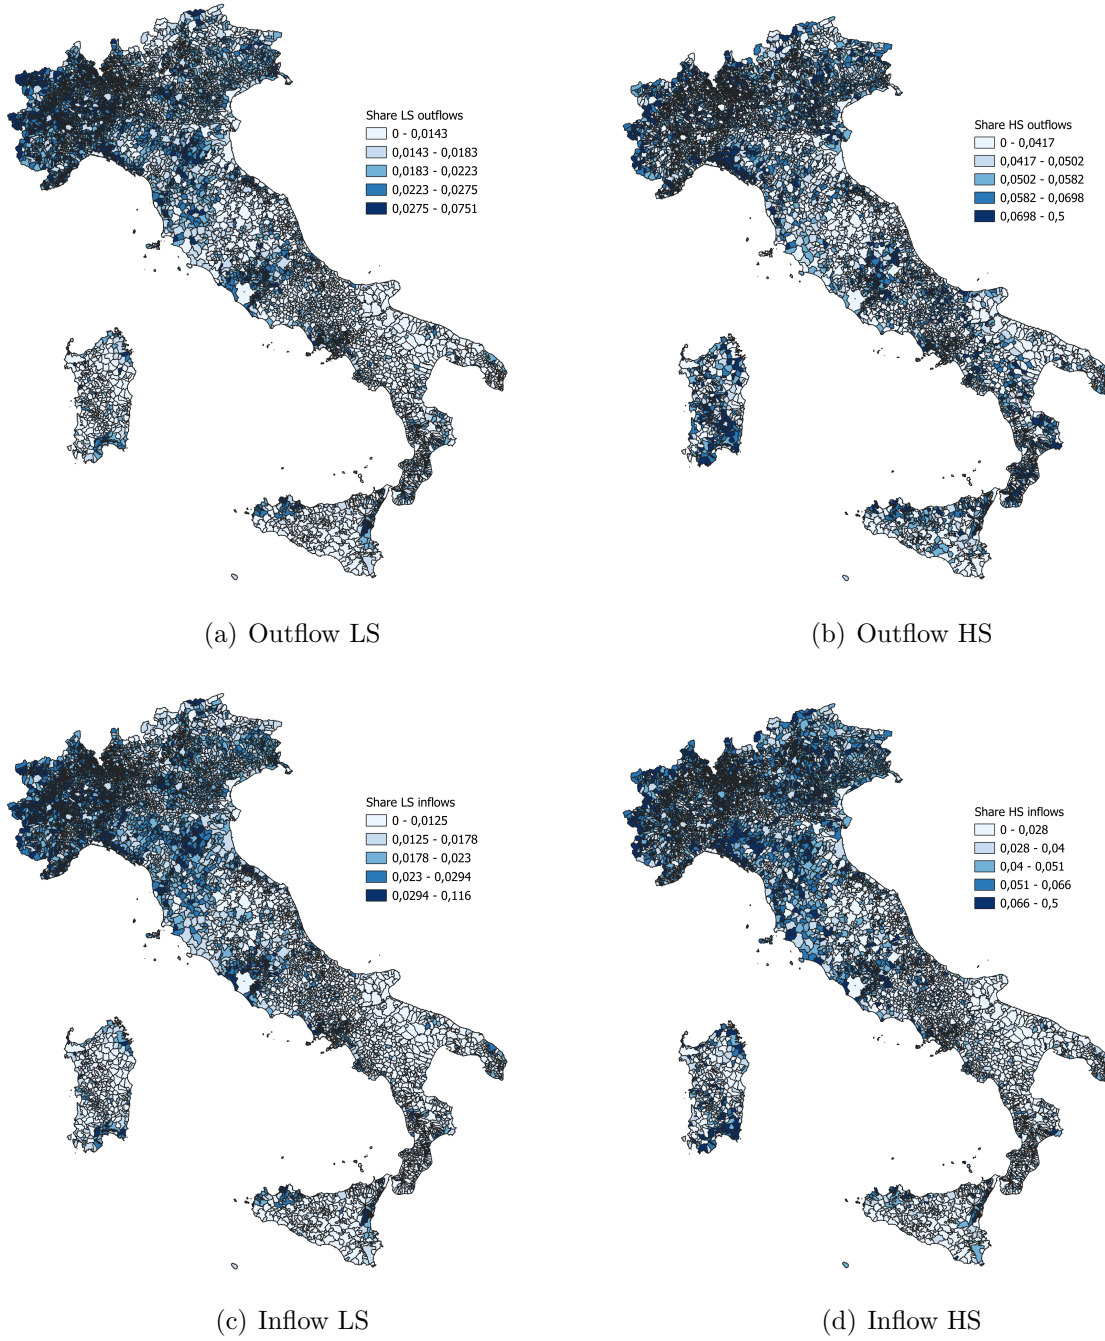 Share LS outflows
0 - 0,0143
0,0143 - 0,0183
0,0183 - 0,0223
0,0223 - 0,0275
0,0275 - 0,0751
Share HS outflows
0 - 0,0417
0,0417 - 0,0502
0,0502 - 0,0582
0,0582 - 0,0698
0,0698 - 0,5
(a) Outflow LS
(b) Outflow HS
Share LS inflows
0 - 0,0125
0,0125 - 0,0178
0,0178 - 0,023
0,023 - 0,0294
0,0294 - 0,116
Share HS inflows
0 - 0,028
0,028 - 0,04
0,04 - 0,051
0,051 - 0,066
0,066 - 0,5
(c) Inflow LS
(d) Inflow HS